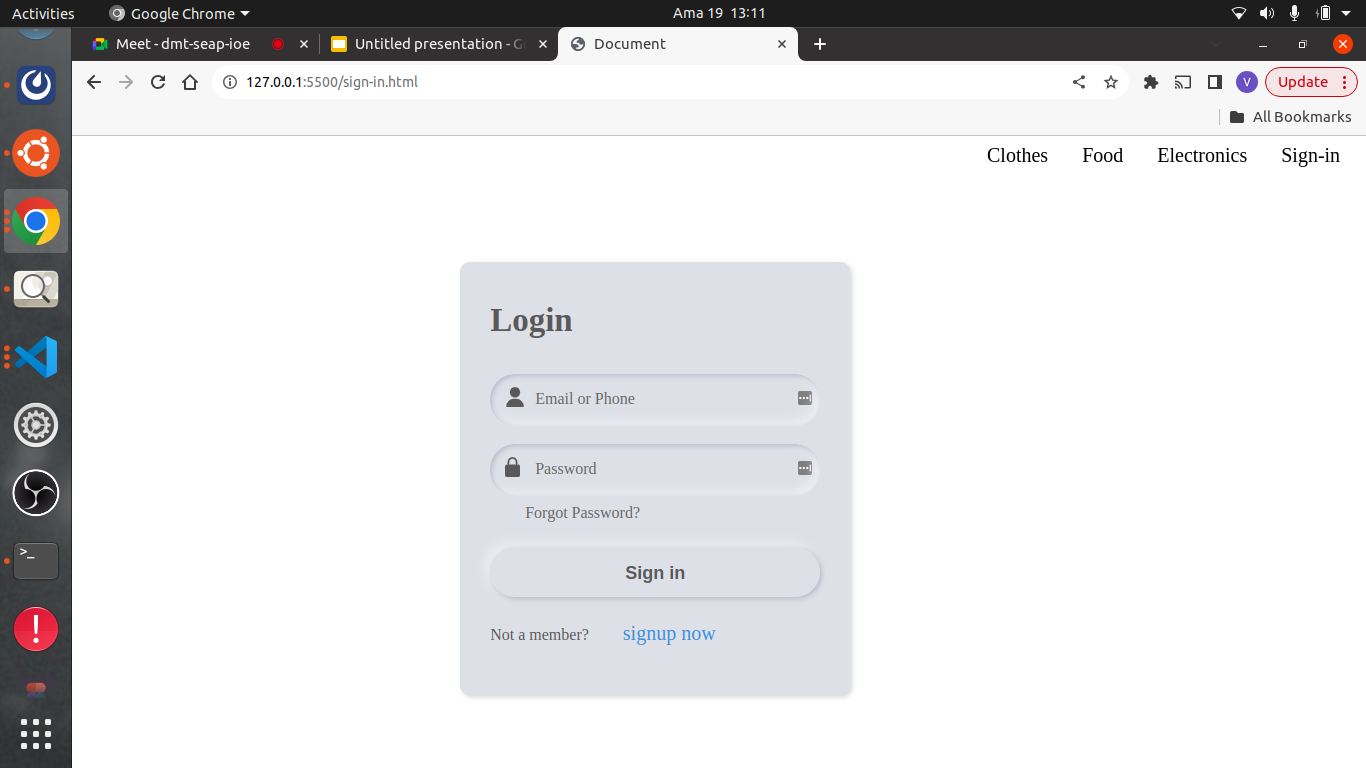 Activities
Google Chrome
Ama 19 13:11
Meet - dmt-seap-ioe
Untitled presentation - G
Document
127.0.0.1:5500/sign-in.html
V
Update
All Bookmarks
Clothes Food Electronics Sign-in
Login
Email or Phone
Password
Forgot Password?
Sign in
Not a member? signup now
>_